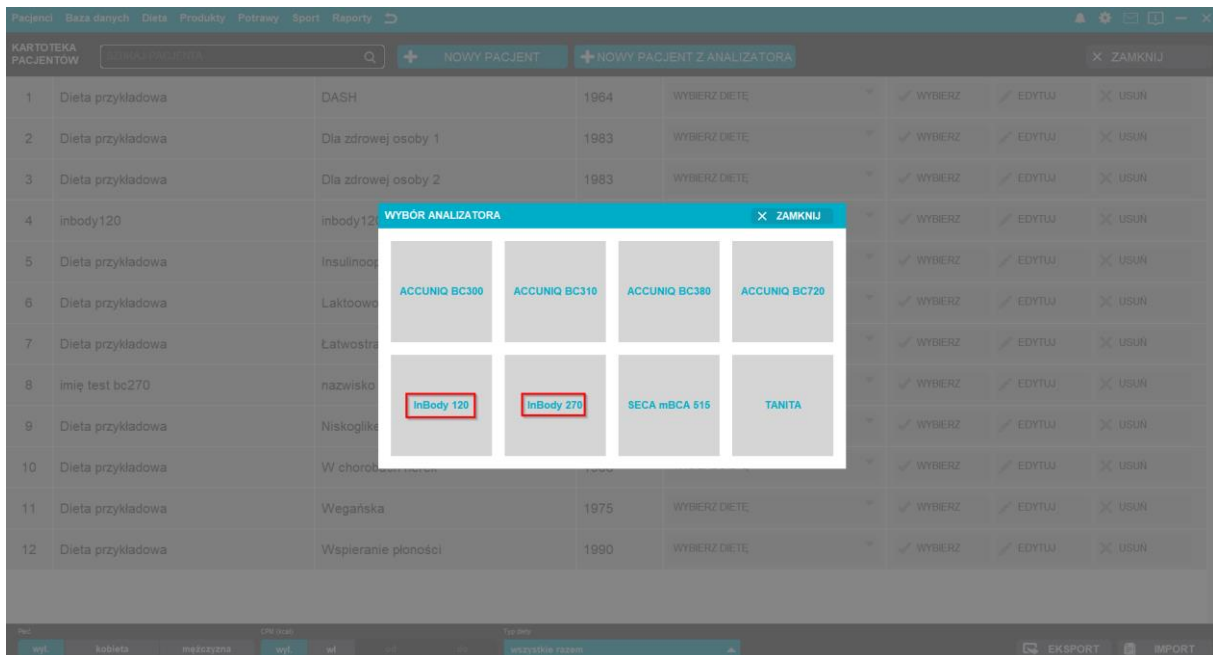 Pacjenci Baza danych Dieta Produkty Potrawy Sport Raporty
KARTOTEKA PACJENTÓW
NOWY PACJENT
NOWY PACJENT Z ANALIZATORA
ZAMKNIJ
1 Dieta przykładowa DASH 1964 WYBIERZ DIETĘ WYBIERZ EDYTUJ USUŃ
2 Dieta przykładowa Dla zdrowej osoby 1 1983 WYBIERZ DIETĘ WYBIERZ EDYTUJ USUŃ
3 Dieta przykładowa Dla zdrowej osoby 2 1983 WYBIERZ DIETĘ WYBIERZ EDYTUJ USUŃ
4 inbody120 inbody120 WYBIERZ EDYTUJ USUŃ
5 Dieta przykładowa WYBIERZ EDYTUJ USUŃ
6 Dieta przykładowa WYBIERZ EDYTUJ USUŃ
7 Dieta przykładowa WYBIERZ EDYTUJ USUŃ
8 imię test bc270 nazwisko WYBIERZ EDYTUJ USUŃ
9 Dieta przykładowa WYBIERZ EDYTUJ USUŃ
10 Dieta przykładowa W WYBIERZ EDYTUJ USUŃ
11 Dieta przykładowa Wegańska 1975 WYBIERZ DIETĘ WYBIERZ EDYTUJ USUŃ
12 Dieta przykładowa Wspieranie płoności 1990 WYBIERZ DIETĘ WYBIERZ EDYTUJ USUŃ
WYBÓR ANALIZATORA ZAMKNIJ
ACCUNIQ BC300 ACCUNIQ BC310 ACCUNIQ BC380 ACCUNIQ BC720
InBody 120 InBody 270 SECA mBCA 515 TANITA
Typ diety
wył. kobieta mężczyzna wył. wł wszystkie razem EKSPORT IMPORT